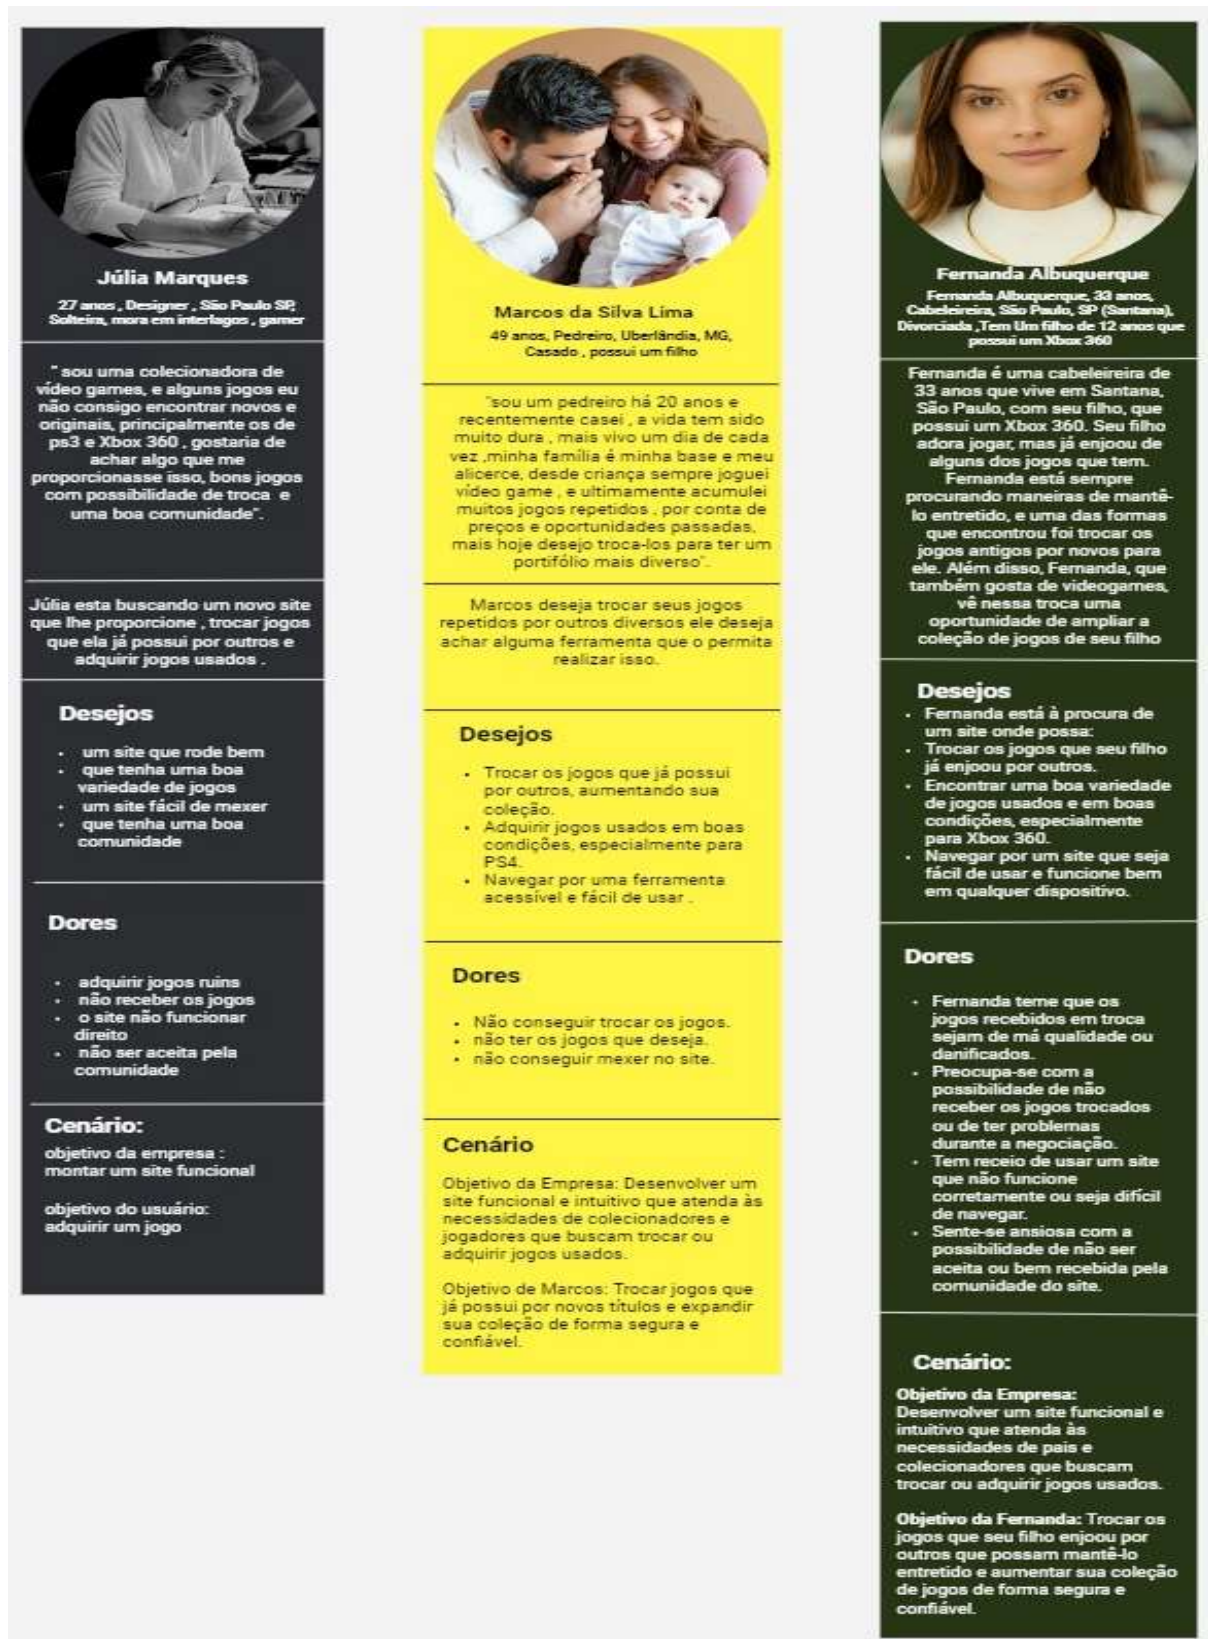 Júlia Marques
27 anos , Designer , São Paulo SP,
Solteira, mora em interlagos , gamer
" sou uma colecionadora de
vídeo games, e alguns jogos eu
não consigo encontrar novos e
originais, principalmente os de
ps3 e Xbox 360 , gostaria de
achar algo que me
proporcionasse isso, bons jogos
com possibilidade de troca e
uma boa comunidade".
Júlia esta buscando um novo site
que lhe proporcione , trocar jogos
que ela já possui por outros e
adquirir jogos usados .
Desejos
• um site que rode bem
• que tenha uma boa
variedade de jogos
• um site fácil de mexer
• que tenha uma boa
comunidade
Dores
• adquirir jogos ruins
• não receber os jogos
• o site não funcionar
direito
• não ser aceita pela
comunidade
Cenário:
objetivo da empresa :
montar um site funcional
objetivo do usuário:
adquirir um jogo
Marcos da Silva Lima
49 anos, Pedreiro, Uberlândia, MG,
Casado , possui um filho
"sou um pedreiro há 20 anos e
recentemente casei , a vida tem sido
muito dura , mais vivo um dia de cada
vez ,minha família é minha base e meu
alicerce, desde criança sempre joguei
vídeo game , e ultimamente acumulei
muitos jogos repetidos , por conta de
preços e oportunidades passadas,
mais hoje desejo troca-los para ter um
portifólio mais diverso".
Marcos deseja trocar seus jogos
repetidos por outros diversos ele deseja
achar alguma ferramenta que o permita
realizar isso.
Desejos
• Trocar os jogos que já possui
por outros, aumentando sua
coleção.
• Adquirir jogos usados em boas
condições, especialmente para
PS4.
• Navegar por uma ferramenta
acessível e fácil de usar .
Dores
• Não conseguir trocar os jogos.
• não ter os jogos que deseja.
• não conseguir mexer no site.
Cenário
Objetivo da Empresa: Desenvolver um
site funcional e intuitivo que atenda às
necessidades de colecionadores e
jogadores que buscam trocar ou
adquirir jogos usados.
Objetivo de Marcos: Trocar jogos que
já possui por novos títulos e expandir
sua coleção de forma segura e
confiável.
Fernanda Albuquerque
Fernanda Albuquerque, 33 anos,
Cabeleireira, São Paulo, SP (Santana),
Divorciada ,Tem Um filho de 12 anos que
possui um Xbox 360
Fernanda é uma cabeleireira de
33 anos que vive em Santana,
São Paulo, com seu filho, que
possui um Xbox 360. Seu filho
adora jogar, mas já enjoou de
alguns dos jogos que tem.
Fernanda está sempre
procurando maneiras de mantê-
lo entretido, e uma das formas
que encontrou foi trocar os
jogos antigos por novos para
ele. Além disso, Fernanda, que
também gosta de videogames,
vê nessa troca uma
oportunidade de ampliar a
coleção de jogos de seu filho
Desejos
• Fernanda está à procura de
um site onde possa:
• Trocar os jogos que seu filho
já enjoou por outros.
• Encontrar uma boa variedade
de jogos usados e em boas
condições, especialmente
para Xbox 360.
• Navegar por um site que seja
fácil de usar e funcione bem
em qualquer dispositivo.
Dores
• Fernanda teme que os
jogos recebidos em troca
sejam de má qualidade ou
danificados.
• Preocupa-se com a
possibilidade de não
receber os jogos trocados
ou de ter problemas
durante a negociação.
• Tem receio de usar um site
que não funcione
corretamente ou seja difícil
de navegar.
• Sente-se ansiosa com a
possibilidade de não ser
aceita ou bem recebida pela
comunidade do site.
Cenário:
Objetivo da Empresa:
Desenvolver um site funcional e
intuitivo que atenda às
necessidades de pais e
colecionadores que buscam
trocar ou adquirir jogos usados.
Objetivo da Fernanda: Trocar os
jogos que seu filho enjoou por
outros que possam mantê-lo
entretido e aumentar sua coleção
de jogos de forma segura e
confiável.